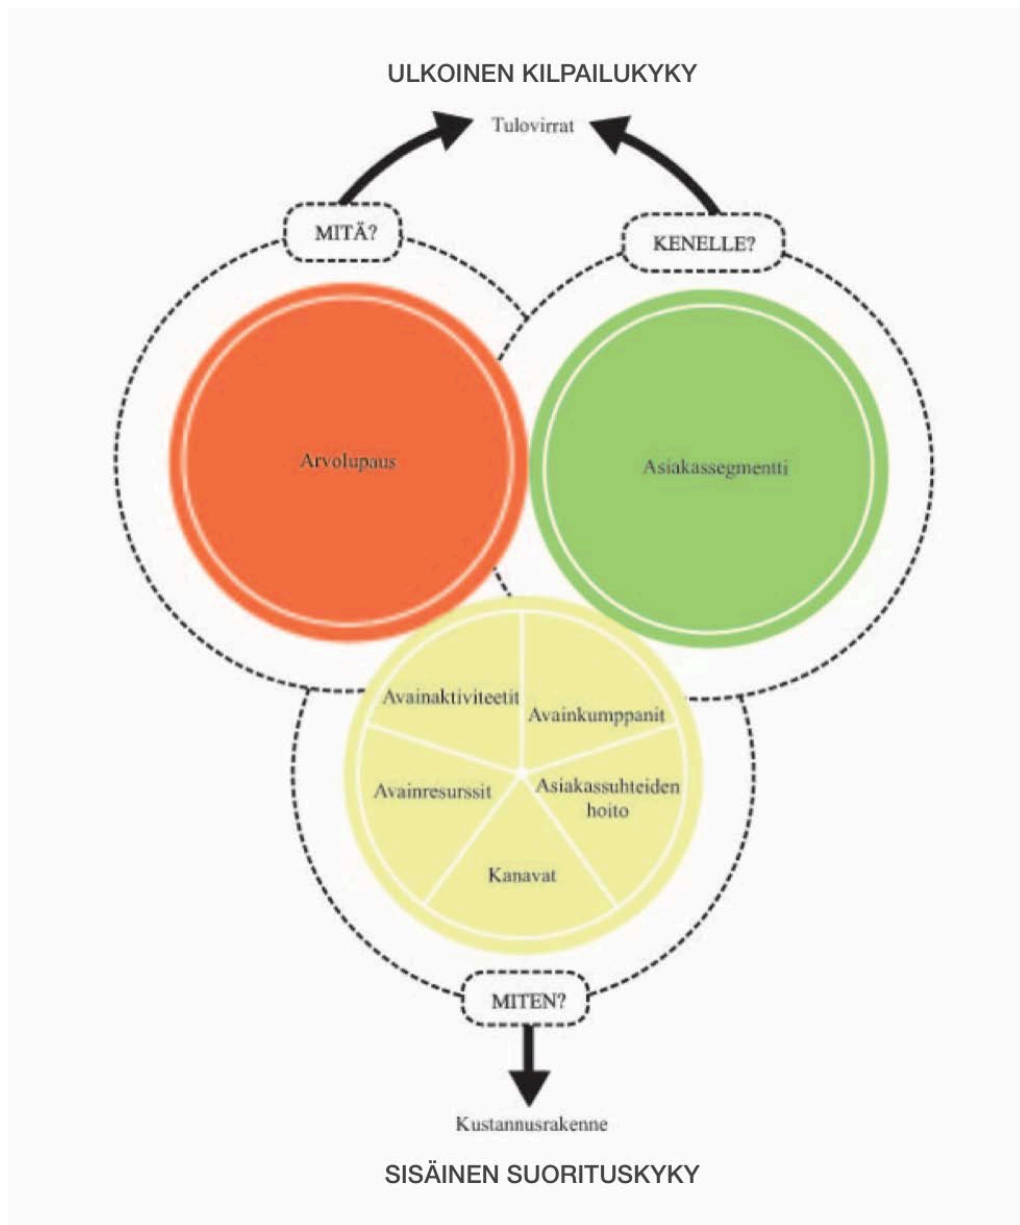 ULKOINEN KILPAILUKYKY
Tulovirrat
MITÄ?
KENELLE?
Arvolupaus
Asiakassegmentti
Avainaktiviteetit
Avainkumppanit
Avainresurssit
Asiakassuhteiden
hoito
Kanavat
MITEN?
Kustannusrakenne
SISÄINEN SUORITUSKYKY